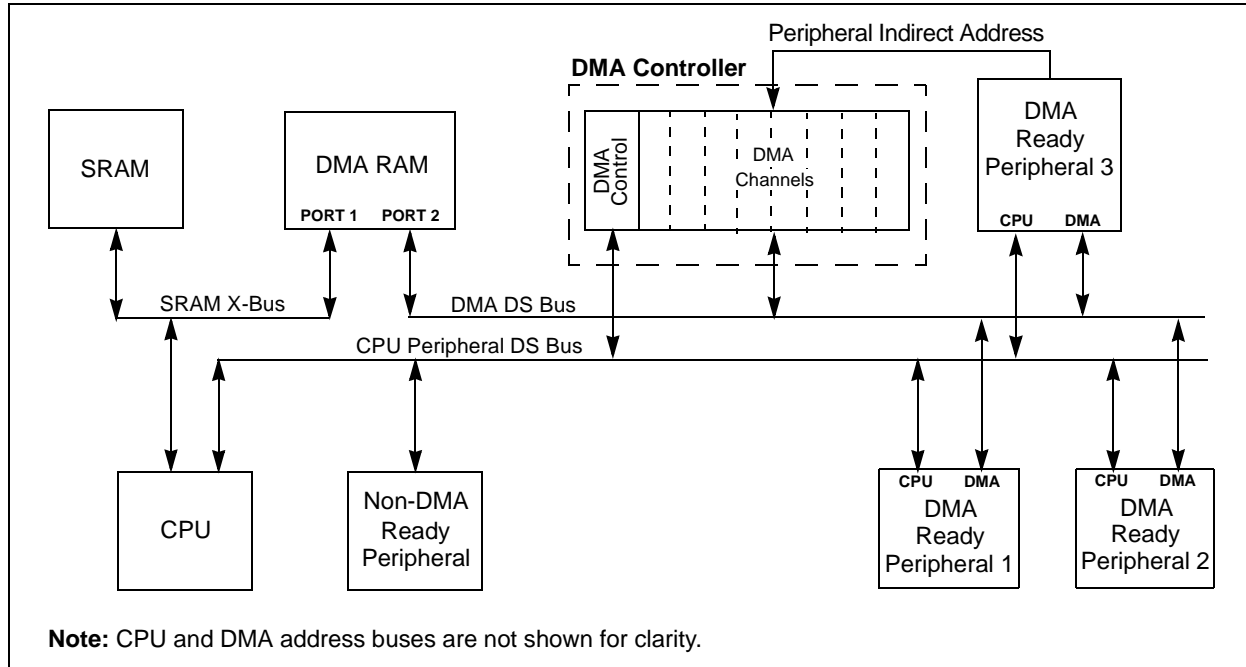 Peripheral Indirect Address
DMA Controller
SRAM
DMA RAM
PORT 1 PORT 2
DMA
Control
DMA
Channels
DMA
Ready
Peripheral 3
CPU DMA
SRAM X-Bus
DMA DS Bus
CPU Peripheral DS Bus
CPU
Non-DMA
Ready
Peripheral
CPU DMA
DMA
Ready
Peripheral 1
CPU DMA
DMA
Ready
Peripheral 2
Note: CPU and DMA address buses are not shown for clarity.